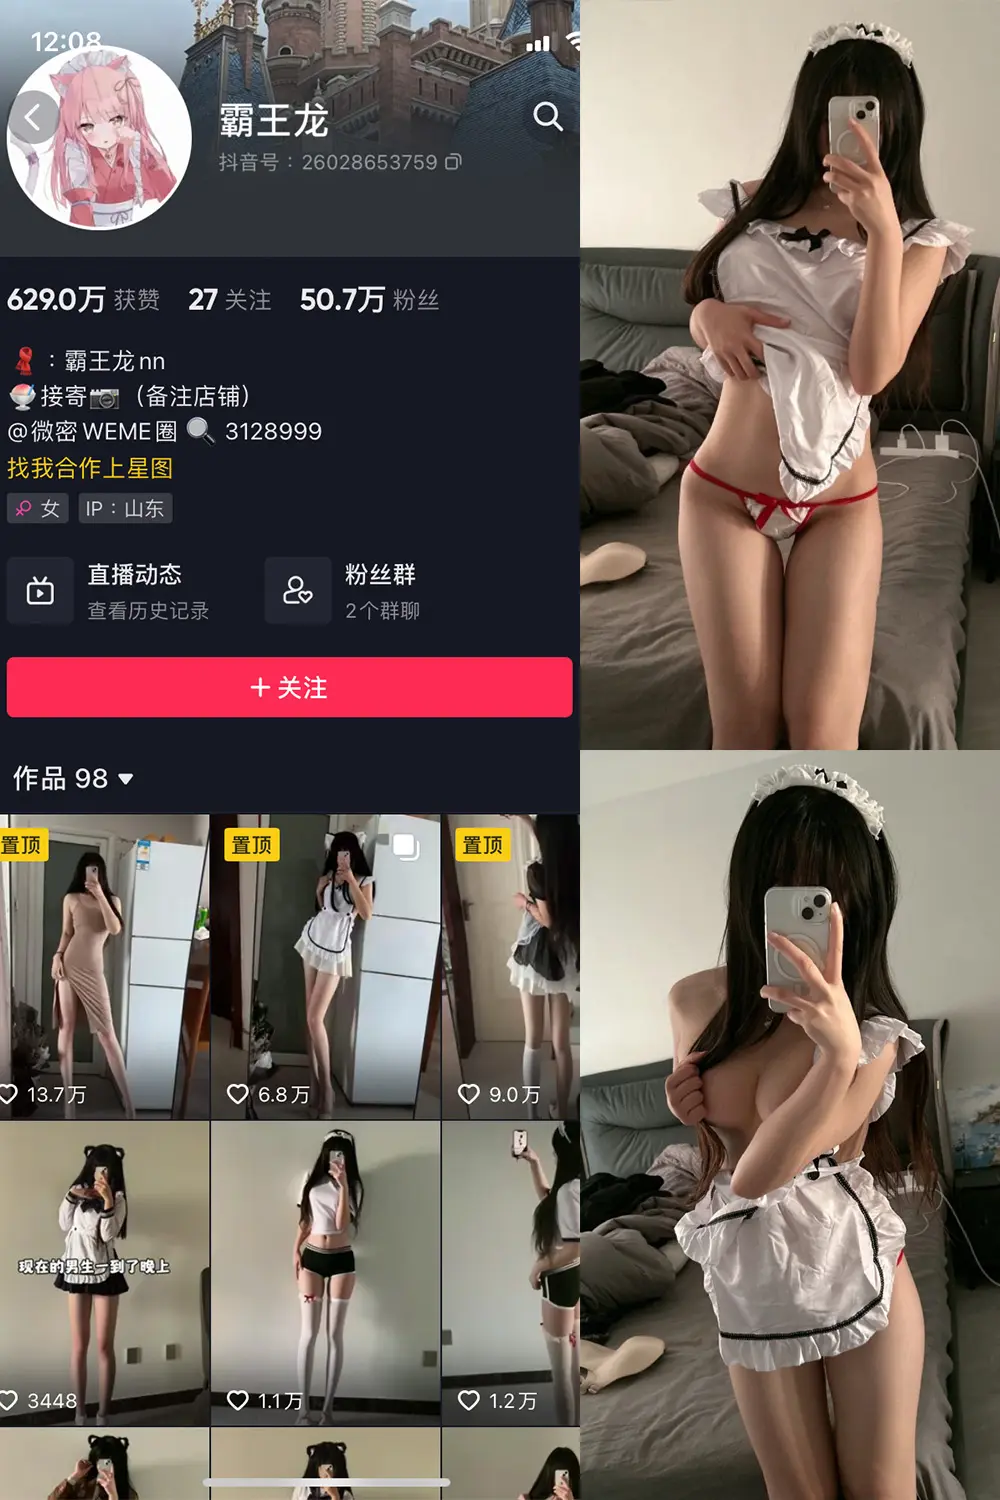 12:08
霸王龙
抖音号：26028653759
629.0万 获赞 27 关注 50.7万 粉丝
：霸王龙nn
接寄（备注店铺）
@微密WEME圈 3128999
找我合作上星图
女 IP：山东
直播动态
查看历史记录
粉丝群
2个群聊
+ 关注
作品 98
置顶 置顶 置顶
13.7万 6.8万 9.0万
现在的男生一到了晚上
3448 1.1万 1.2万